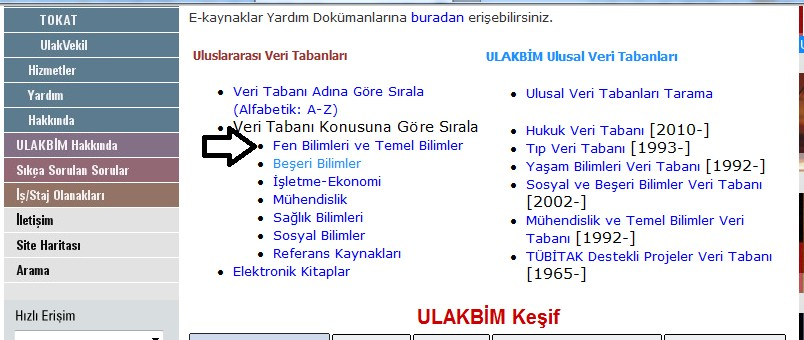 TOKAT
UlakVekil
Hizmetler
Yardım
Hakkında
ULAKBİM Hakkında
Sıkça Sorulan Sorular
İş/Staj Olanakları
İletişim
Site Haritası
Arama
Hızlı Erişim
E-kaynaklar Yardım Dokümanlarına buradan erişebilirsiniz.
Uluslararası Veri Tabanları
Veri Tabanı Adına Göre Sırala
(Alfabetik: A-Z)
Veri Tabanı Konusuna Göre Sırala
Fen Bilimleri ve Temel Bilimler
Beşeri Bilimler
İşletme-Ekonomi
Mühendislik
Sağlık Bilimleri
Sosyal Bilimler
Referans Kaynakları
Elektronik Kitaplar
ULAKBİM Ulusal Veri Tabanları
Ulusal Veri Tabanları Tarama
Hukuk Veri Tabanı [2010-]
Tıp Veri Tabanı [1993-]
Yaşam Bilimleri Veri Tabanı [1992-]
Sosyal ve Beşeri Bilimler Veri Tabanı
[2002-]
Mühendislik ve Temel Bilimler Veri
Tabanı [1992-]
TÜBİTAK Destekli Projeler Veri Tabanı
[1965-]
ULAKBİM Keşif